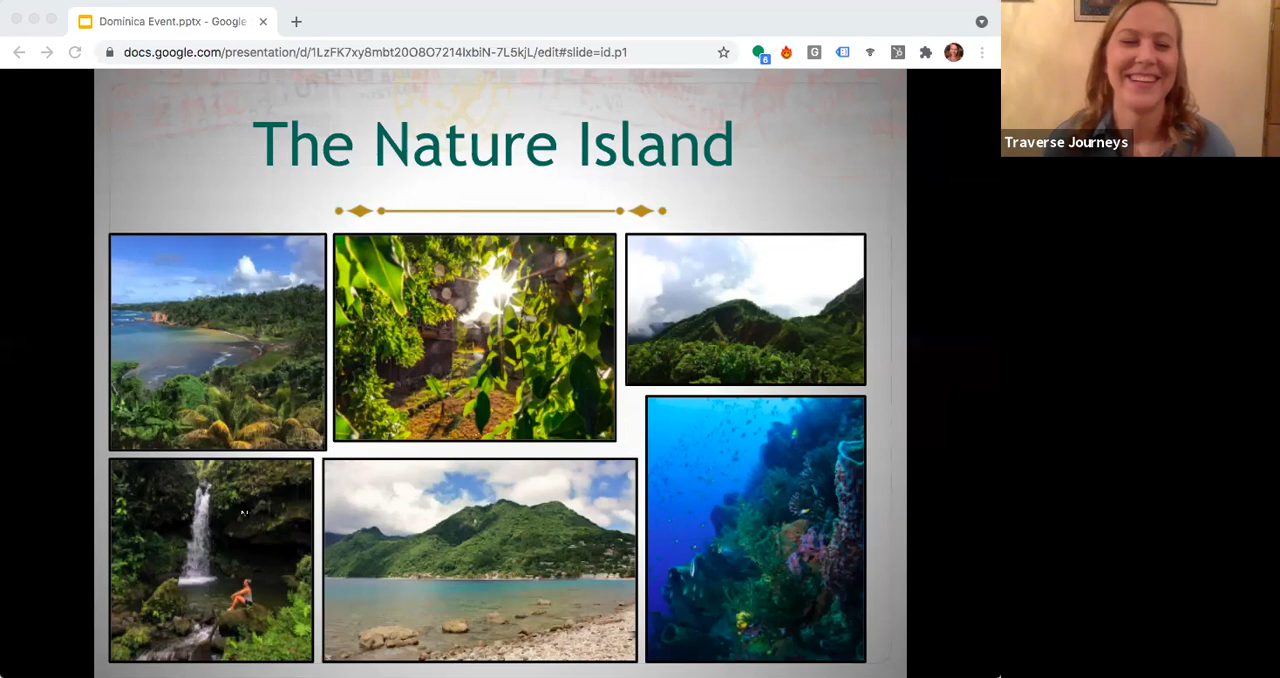 Dominica Event.pptx - Google
docs.google.com/presentation/d/1LzFK7xy8mbt20O8O7214IxbiN-7L5kjL/edit#slide=id.p1
6
G
The Nature Island
Traverse Journeys